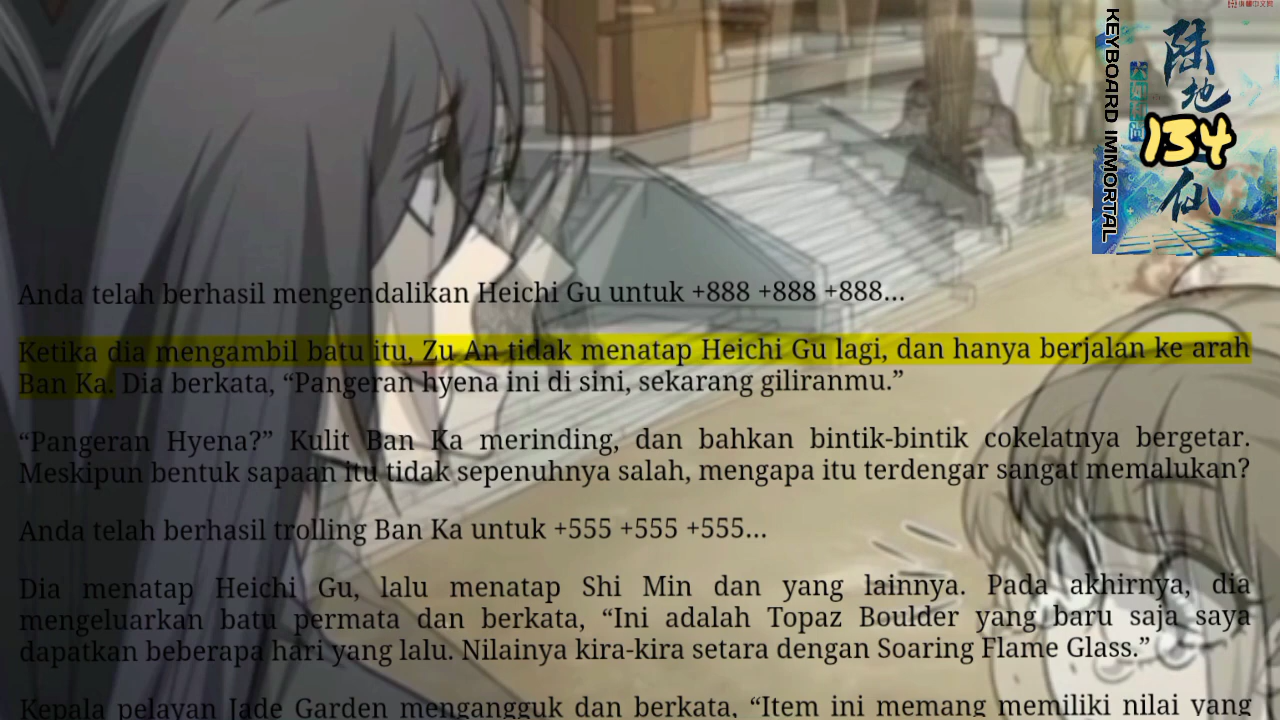 KEYBOARD IMMORTAL
陆地
134
仙
Anda telah berhasil mengendalikan Heichi Gu untuk +888 +888 +888...
Ketika dia mengambil batu itu, Zu An tidak menatap Heichi Gu lagi, dan hanya berjalan ke arah
Ban Ka. Dia berkata, “Pangeran hyena ini di sini, sekarang giliranmu.”
“Pangeran Hyena?” Kulit Ban Ka merinding, dan bahkan bintik-bintik cokelatnya bergetar.
Meskipun bentuk sapaan itu tidak sepenuhnya salah, mengapa itu terdengar sangat memalukan?
Anda telah berhasil trolling Ban Ka untuk +555 +555 +555...
Dia menatap Heichi Gu, lalu menatap Shi Min dan yang lainnya. Pada akhirnya, dia
mengeluarkan batu permata dan berkata, “Ini adalah Topaz Boulder yang baru saja saya
dapatkan beberapa hari yang lalu. Nilainya kira-kira setara dengan Soaring Flame Glass.”
Kepala pelayan Jade Garden mengangguk dan berkata, “Item ini memang memiliki nilai yang